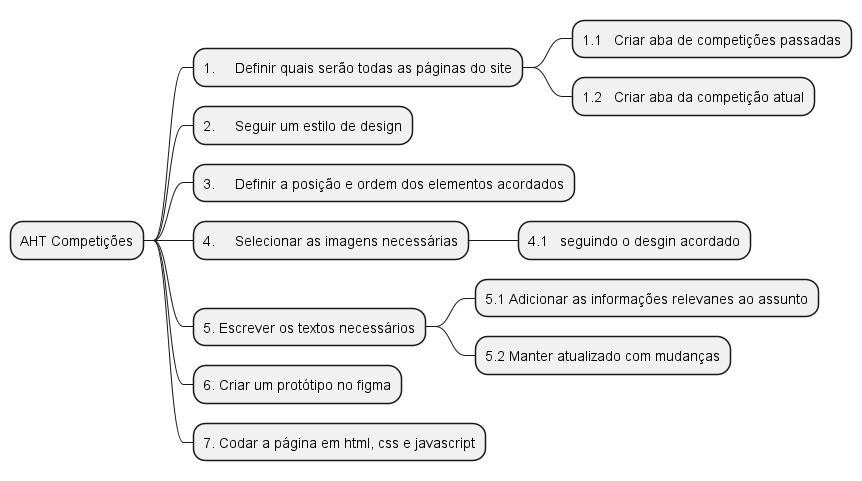 AHT Competições
1. Definir quais serão todas as páginas do site
1.1 Criar aba de competições passadas
1.2 Criar aba da competição atual
2. Seguir um estilo de design
3. Definir a posição e ordem dos elementos acordados
4. Selecionar as imagens necessárias
4.1 seguindo o desgin acordado
5. Escrever os textos necessários
5.1 Adicionar as informações relevanes ao assunto
5.2 Manter atualizado com mudanças
6. Criar um protótipo no figma
7. Codar a página em html, css e javascript